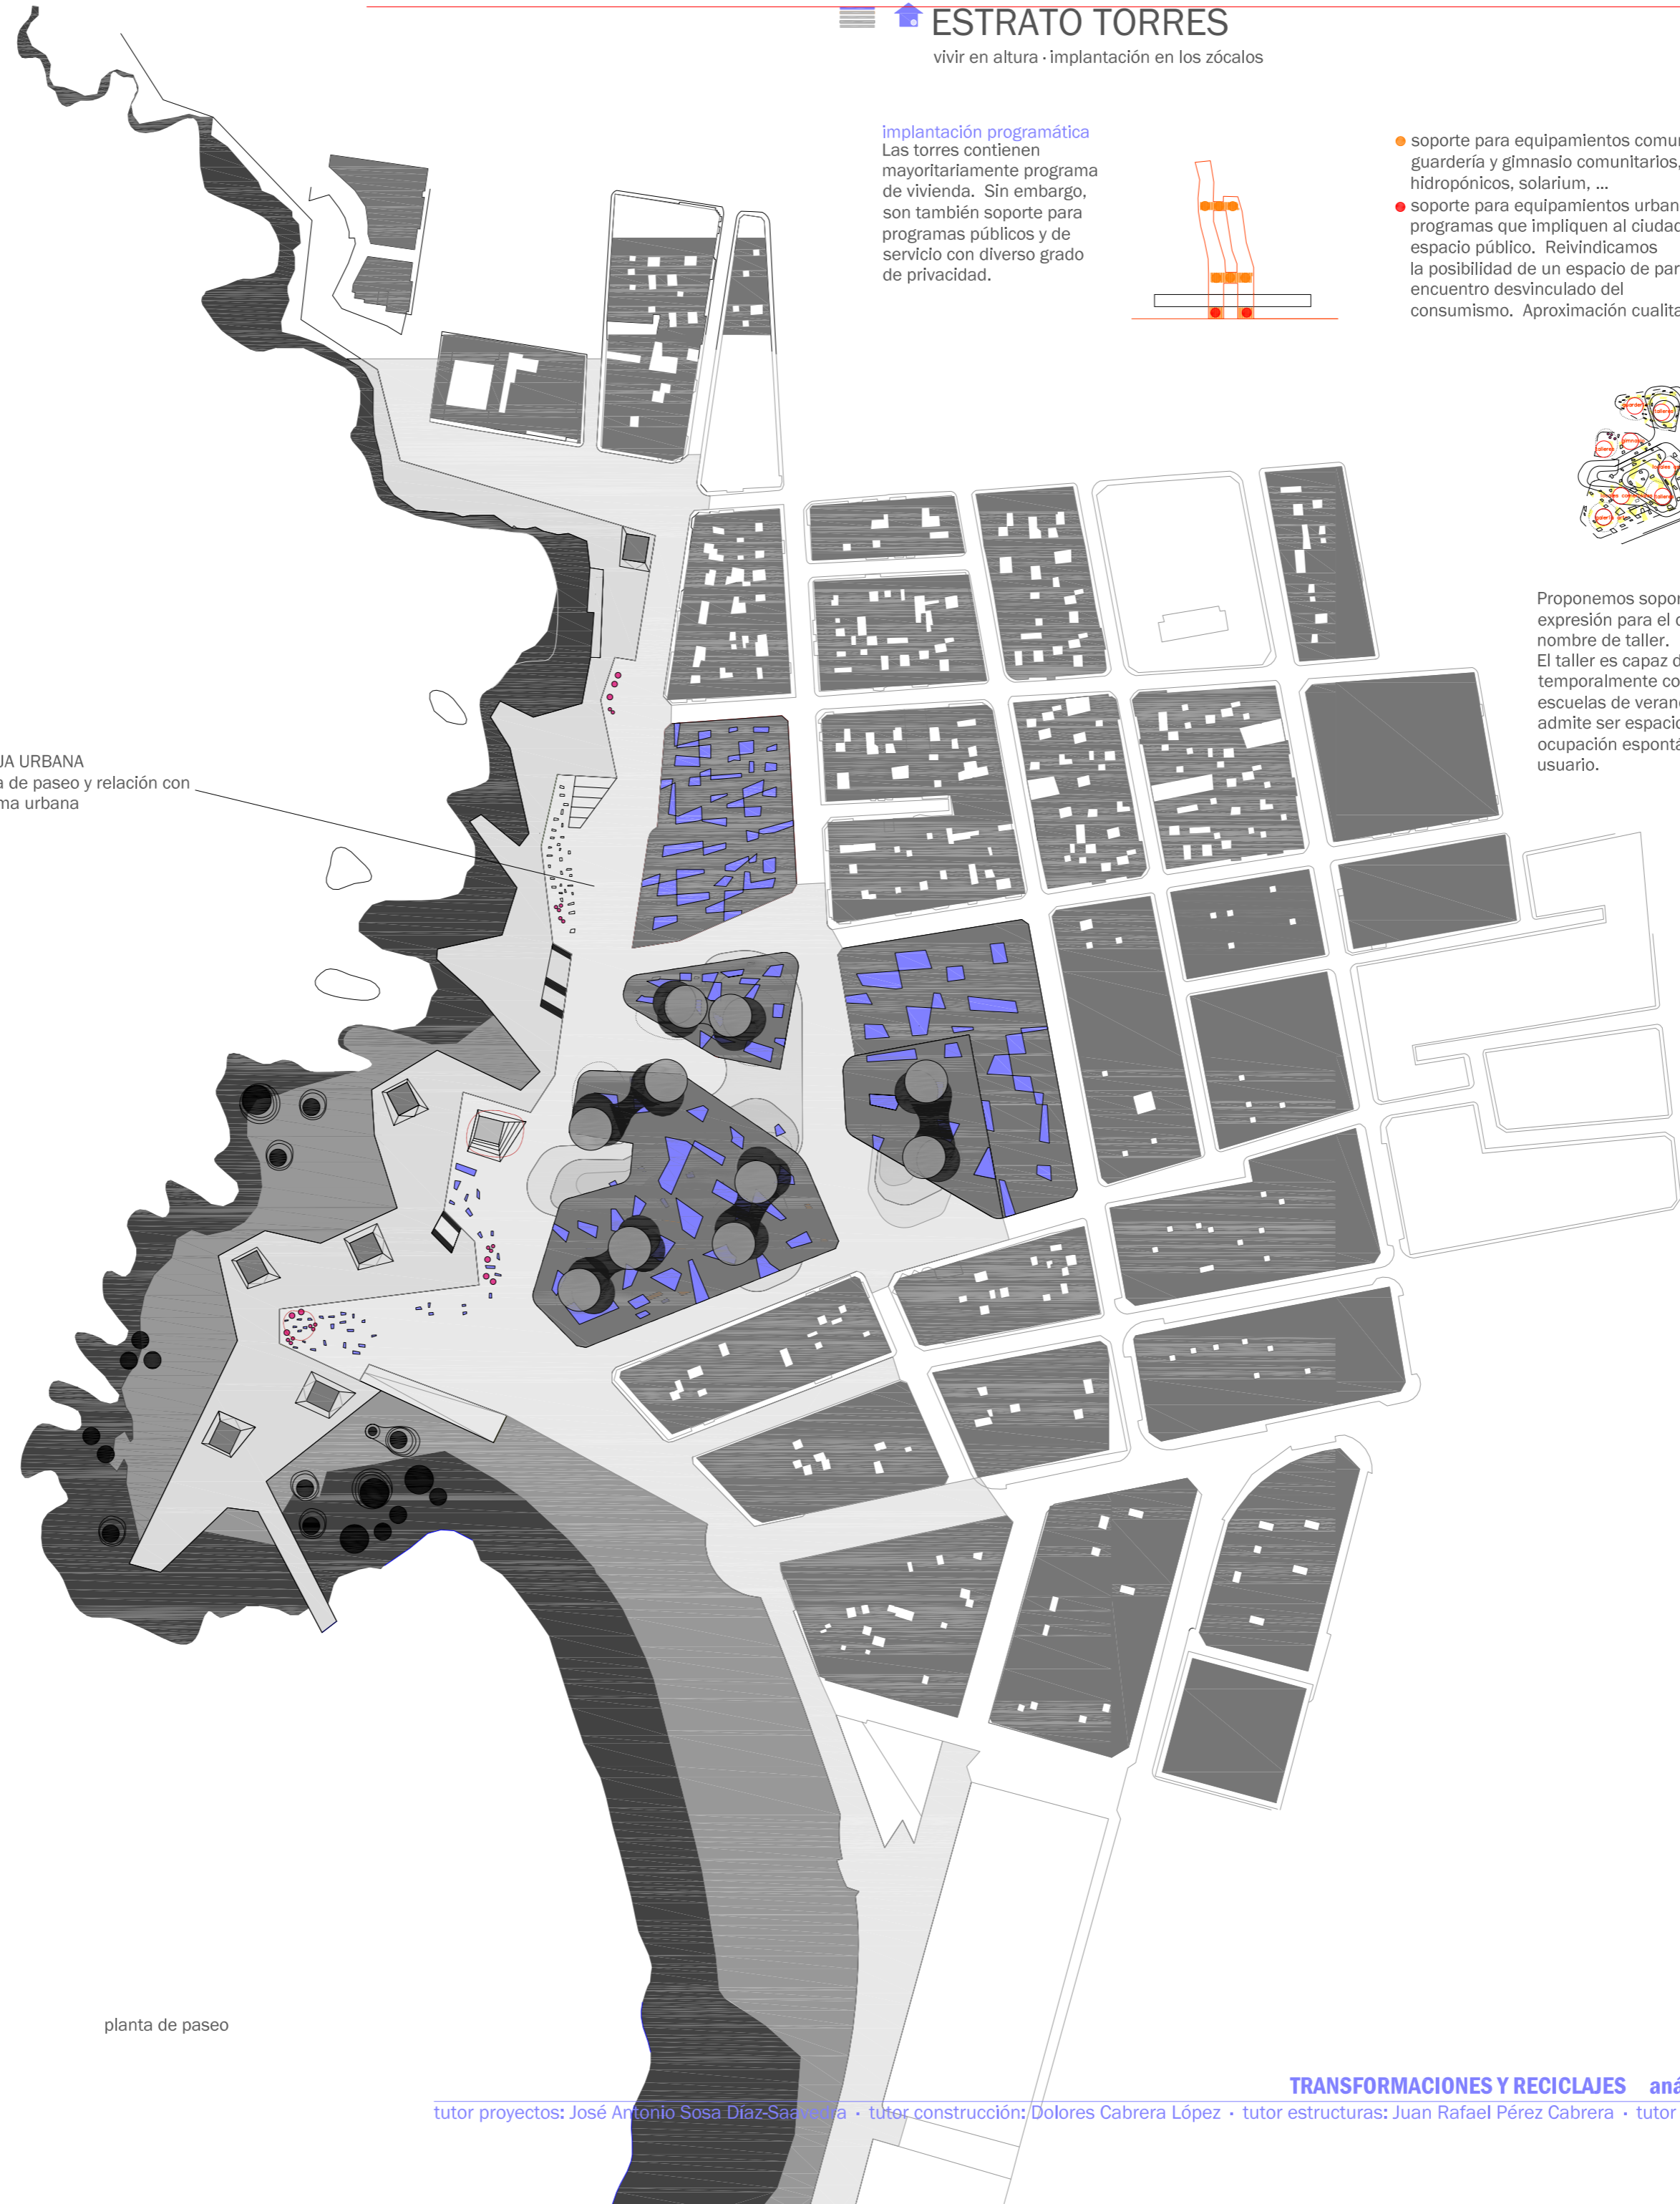 ESTRATO TORRES
vivir en altura · implantación en los zócalos
implantación programática
Las torres contienen
mayoritariamente programa
de vivienda. Sin embargo,
son también soporte para
programas públicos y de
servicio con diverso grado
de privacidad.
soporte para equipamientos comu
guardería y gimnasio comunitarios,
hidropónicos, solarium, ...
soporte para equipamientos urban
programas que impliquen al ciudad
espacio público. Reivindicamos
la posibilidad de un espacio de par
encuentro desvinculado del
consumismo. Aproximación cualita
Proponemos sopor
expresión para el c
nombre de taller.
El taller es capaz d
temporalmente co
escuelas de veran
admite ser espacio
ocupación espontá
usuario.
JA URBANA
a de paseo y relación con
ma urbana
planta de paseo
TRANSFORMACIONES Y RECICLAJES aná
tutor proyectos: José Antonio Sosa Díaz-Saavedra · tutor construcción: Dolores Cabrera López · tutor estructuras: Juan Rafael Pérez Cabrera · tutor